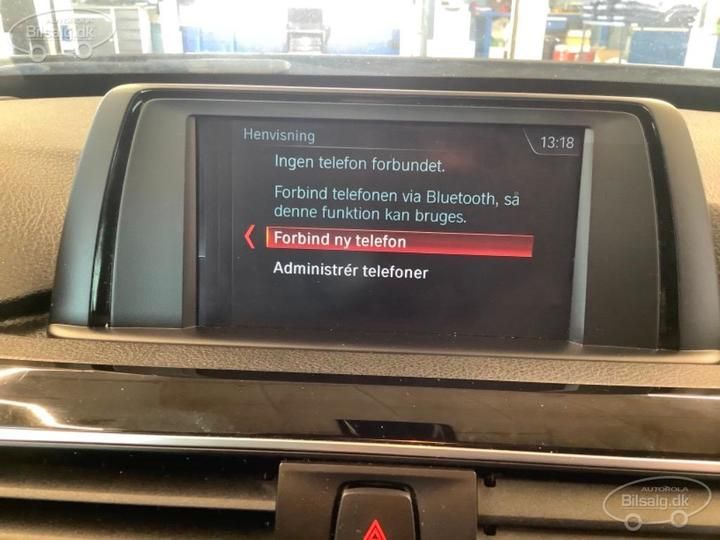 AUTOROLA
Bilsalg.dk
Henvisning
13:18
Ingen telefon forbundet.
Forbind telefonen via Bluetooth, så
denne funktion kan bruges.
Forbind ny telefon
Administrér telefoner
AUTOROLA
Bilsalg.dk